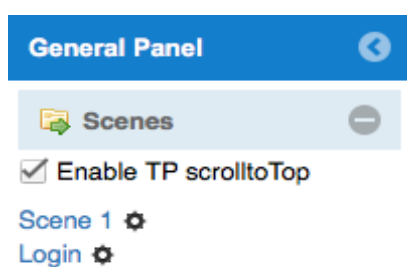 General Panel
Scenes
Enable TP scrolltoTop
Scene 1
Login